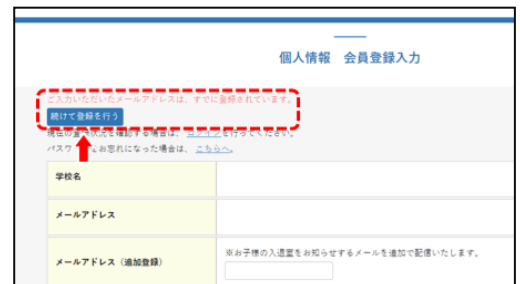 個人情報 会員登録入力
ご入力いただいたメールアドレスは、すでに登録されています。
続けて登録を行う
現在の登録状況を確認する場合は、ログインを行ってください。
パスワードをお忘れになった場合は、こちらへ。
学校名
メールアドレス
※お子様の入退室をお知らせするメールを追加で配信いたします。
メールアドレス（追加登録）